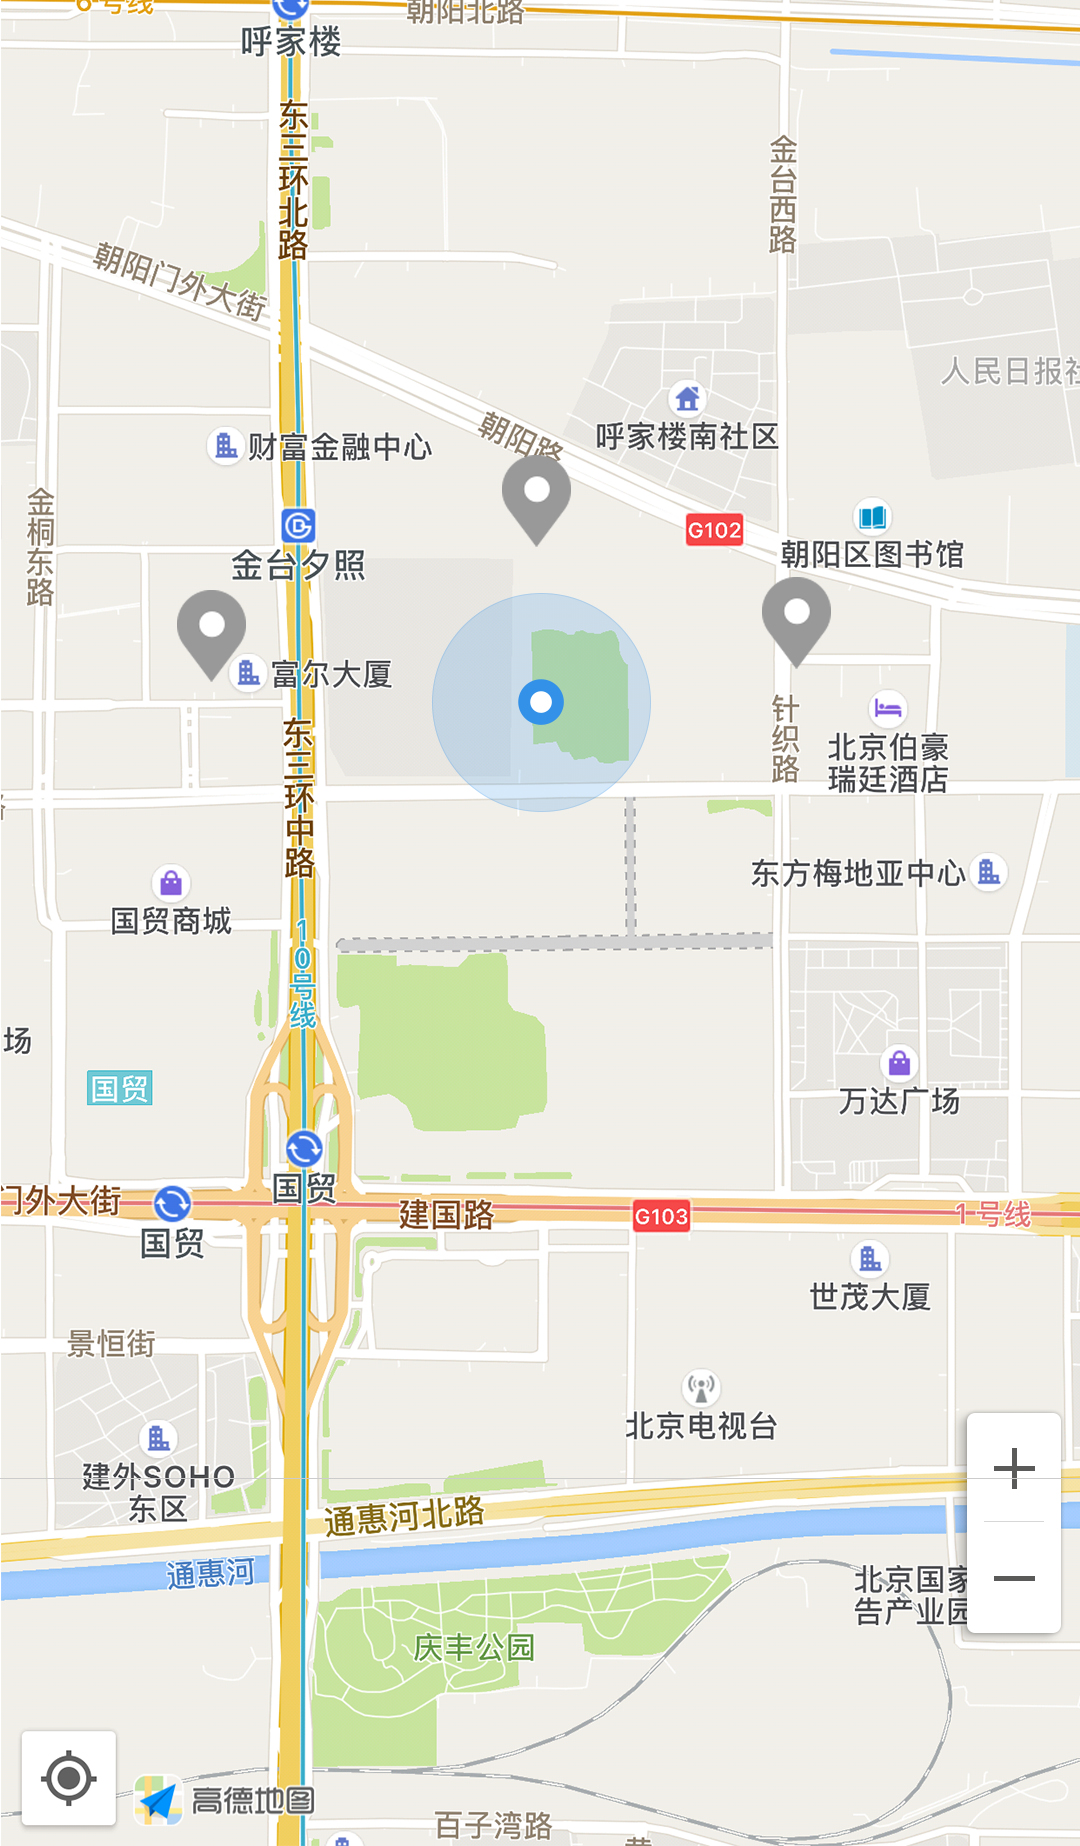 6号线
朝阳北路
呼家楼
东三环北路
金台西路
朝阳门外大街
人民日报社
朝阳路
呼家楼南社区
财富金融中心
金桐东路
G102
朝阳区图书馆
金台夕照
富尔大厦
针织路
东三环中路
北京伯豪
瑞廷酒店
东方梅地亚中心
国贸商城
10号线
场
国贸
万达广场
国贸
门外大街
建国路
G103
1号线
国贸
世茂大厦
景恒街
北京电视台
建外SOHO
东区
通惠河北路
通惠河
北京国家
告产业园
庆丰公园
高德地图
百子湾路